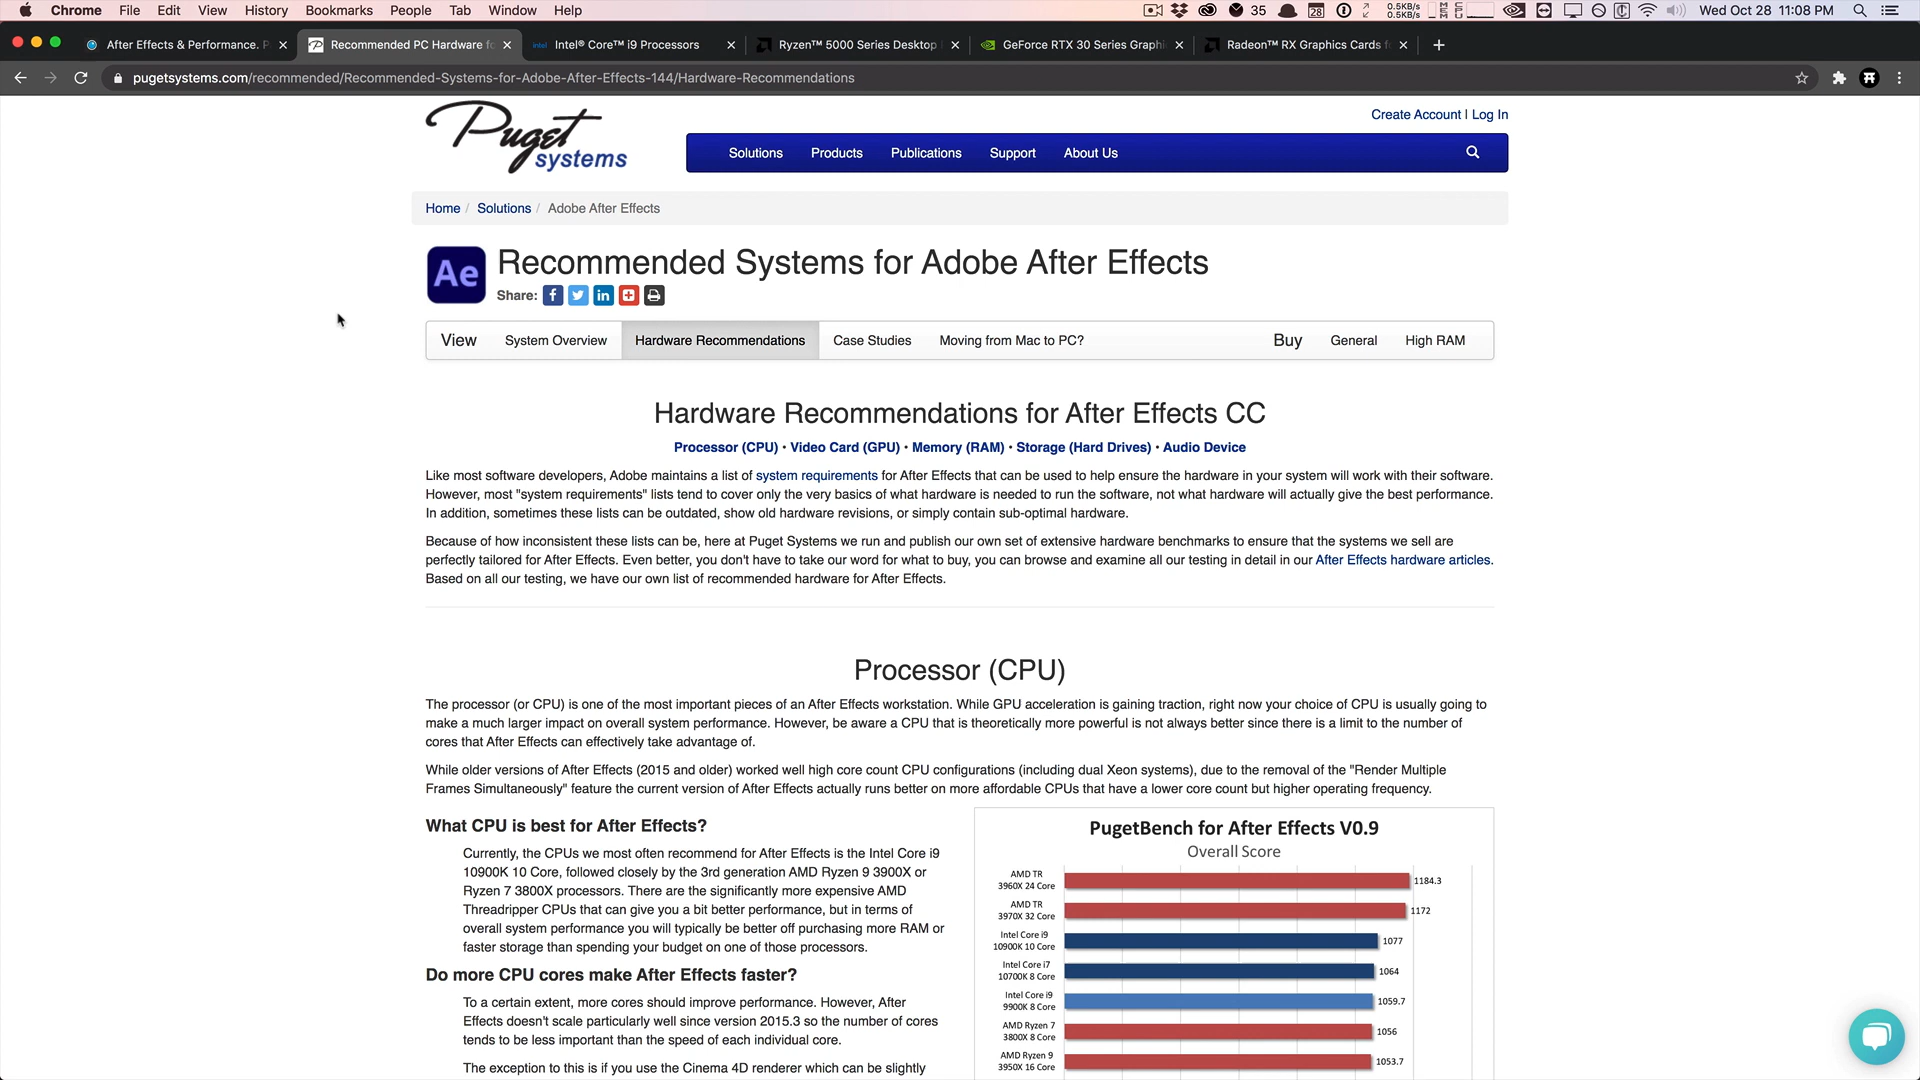 Chrome File Edit View History Bookmarks People Tab Window Help 35 28 0.5KB/s 0.5KB/s Wed Oct 28 11:08 PM
After Effects & Performance. P Recommended PC Hardware fo intel Intel® Core™ i9 Processors Ryzen™ 5000 Series Desktop GeForce RTX 30 Series Graphi Radeon™ RX Graphics Cards f
pugetsystems.com/recommended/Recommended-Systems-for-Adobe-After-Effects-144/Hardware-Recommendations
Puget systems
Create Account | Log In
Solutions Products Publications Support About Us
Home / Solutions / Adobe After Effects
Ae Recommended Systems for Adobe After Effects
Share:
View System Overview Hardware Recommendations Case Studies Moving from Mac to PC? Buy General High RAM
Hardware Recommendations for After Effects CC
Processor (CPU) • Video Card (GPU) • Memory (RAM) • Storage (Hard Drives) • Audio Device
Like most software developers, Adobe maintains a list of system requirements for After Effects that can be used to help ensure the hardware in your system will work with their software.
However, most "system requirements" lists tend to cover only the very basics of what hardware is needed to run the software, not what hardware will actually give the best performance.
In addition, sometimes these lists can be outdated, show old hardware revisions, or simply contain sub-optimal hardware.
Because of how inconsistent these lists can be, here at Puget Systems we run and publish our own set of extensive hardware benchmarks to ensure that the systems we sell are
perfectly tailored for After Effects. Even better, you don't have to take our word for what to buy, you can browse and examine all our testing in detail in our After Effects hardware articles.
Based on all our testing, we have our own list of recommended hardware for After Effects.
Processor (CPU)
The processor (or CPU) is one of the most important pieces of an After Effects workstation. While GPU acceleration is gaining traction, right now your choice of CPU is usually going to
make a much larger impact on overall system performance. However, be aware a CPU that is theoretically more powerful is not always better since there is a limit to the number of
cores that After Effects can effectively take advantage of.
While older versions of After Effects (2015 and older) worked well high core count CPU configurations (including dual Xeon systems), due to the removal of the "Render Multiple
Frames Simultaneously" feature the current version of After Effects actually runs better on more affordable CPUs that have a lower core count but higher operating frequency.
What CPU is best for After Effects?
Currently, the CPUs we most often recommend for After Effects is the Intel Core i9
10900K 10 Core, followed closely by the 3rd generation AMD Ryzen 9 3900X or
Ryzen 7 3800X processors. There are the significantly more expensive AMD
Threadripper CPUs that can give you a bit better performance, but in terms of
overall system performance you will typically be better off purchasing more RAM or
faster storage than spending your budget on one of those processors.
Do more CPU cores make After Effects faster?
To a certain extent, more cores should improve performance. However, After
Effects doesn't scale particularly well since version 2015.3 so the number of cores
tends to be less important than the speed of each individual core.
The exception to this is if you use the Cinema 4D renderer which can be slightly
PugetBench for After Effects V0.9
Overall Score
AMD TR
3960X 24 Core 1184.3
AMD TR
3970X 32 Core 1172
Intel Core i9
10900K 10 Core 1077
Intel Core i7
10700K 8 Core 1064
Intel Core i9
9900K 8 Core 1059.7
AMD Ryzen 7
3800X 8 Core 1056
AMD Ryzen 9
3950X 16 Core 1053.7